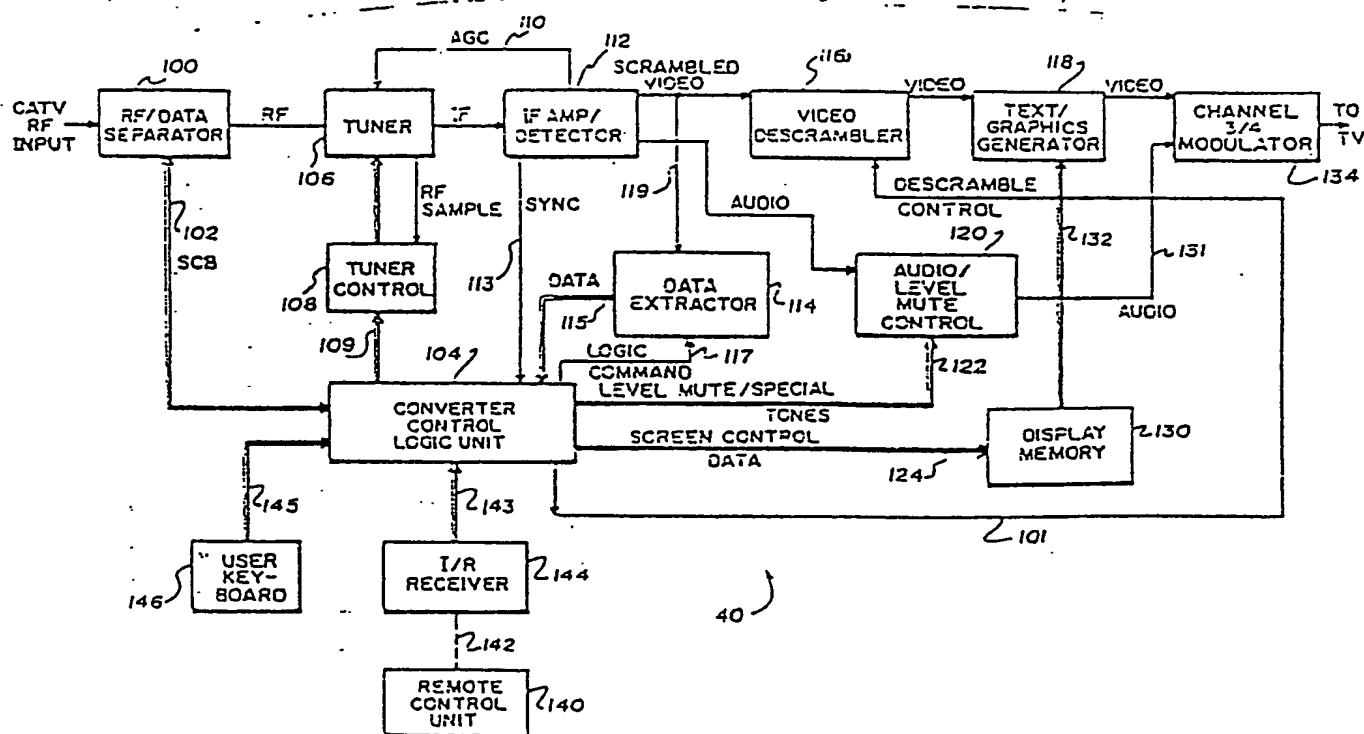 CATV
RF
INPUT
100
RF/DATA
SEPARATOR
RF
AGC
110
TUNER
106
IF
112
IF AMP/
DETECTOR
SCRAMBLED
VIDEO
116
VIDEO
DESCRAMBLER
VIDEO
118
TEXT/
GRAPHICS
GENERATOR
VIDEO
CHANNEL
3/4
MODULATOR
134
TO
TV
102
SCB
RF
SAMPLE
108
TUNER
CONTROL
109
SYNC
113
119
AUDIO
DESCRAMBLE
CONTROL
132
131
120
AUDIO/
LEVEL
MUTE
CONTROL
AUDIO
DATA
115
DATA
EXTRACTOR
114
117
LOGIC
COMMAND
122
104
CONVERTER
CONTROL
LOGIC UNIT
LEVEL MUTE/SPECIAL
TONES
SCREEN CONTROL
DATA
124
DISPLAY
MEMORY
130
101
145
143
146
USER
KEY-
BOARD
I/R
RECEIVER
144
40
142
REMOTE
CONTROL
UNIT
140